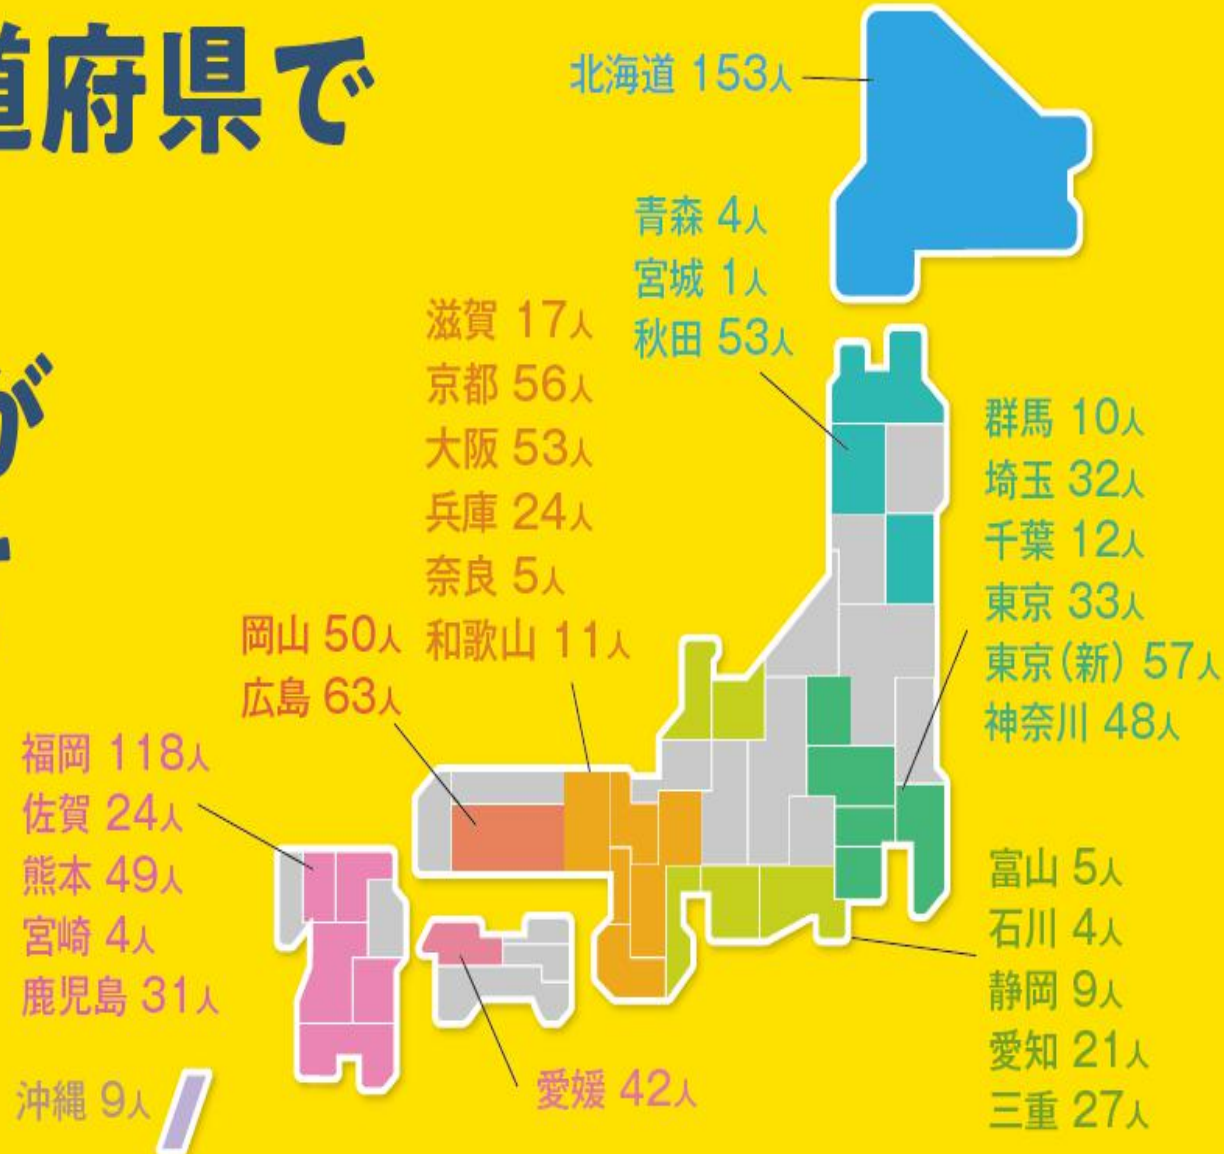 道府県で
が
北海道 153人
青森 4人
宮城 1人
秋田 53人
滋賀 17人
京都 56人
大阪 53人
兵庫 24人
奈良 5人
和歌山 11人
群馬 10人
埼玉 32人
千葉 12人
東京 33人
東京(新) 57人
神奈川 48人
岡山 50人
広島 63人
福岡 118人
佐賀 24人
熊本 49人
宮崎 4人
鹿児島 31人
富山 5人
石川 4人
静岡 9人
愛知 21人
三重 27人
愛媛 42人
沖縄 9人